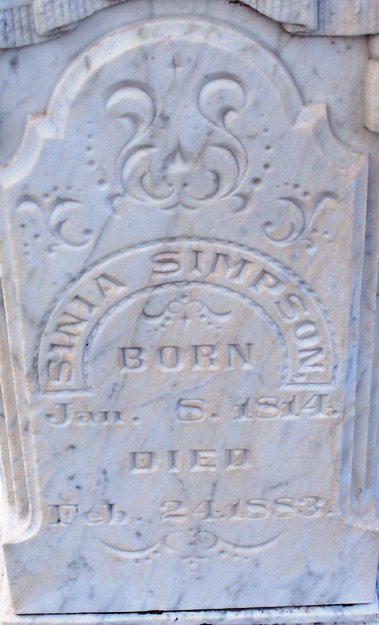 SINIA SIMPSON
BORN
Jan. 8. 1814.
DIED
Feb. 24. 1883.